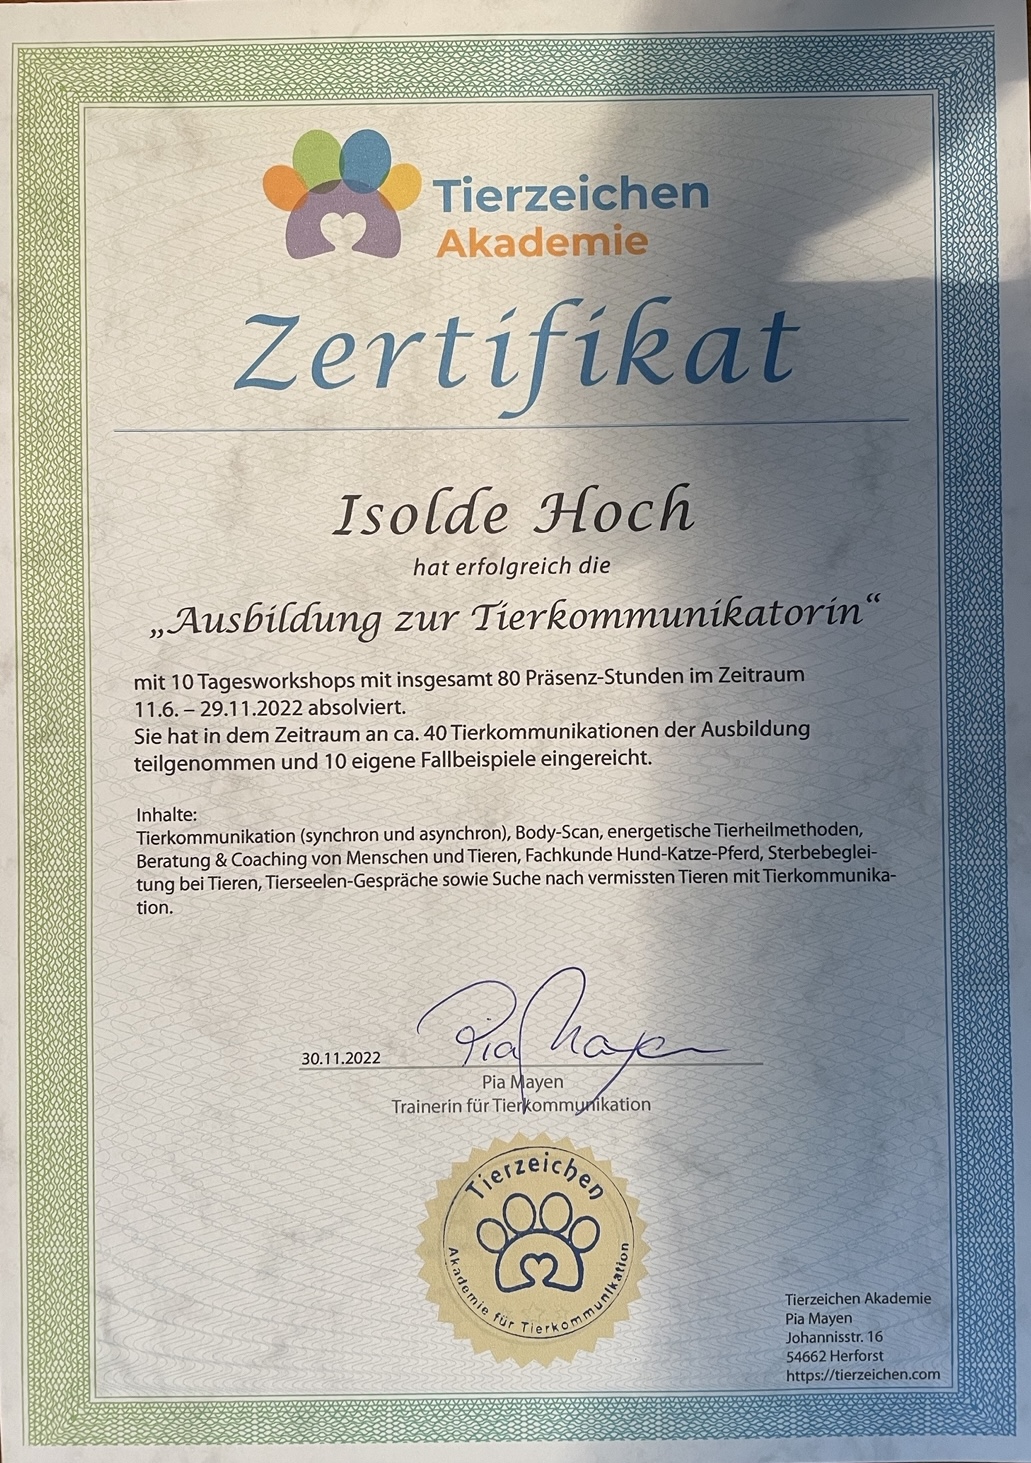 Tierzeichen
Akademie
Zertifikat
Isolde Hoch
hat erfolgreich die
„Ausbildung zur Tierkommunikatorin“
mit 10 Tagesworkshops mit insgesamt 80 Präsenz-Stunden im Zeitraum
11.6. – 29.11.2022 absolviert.
Sie hat in dem Zeitraum an ca. 40 Tierkommunikationen der Ausbildung
teilgenommen und 10 eigene Fallbeispiele eingereicht.
Inhalte:
Tierkommunikation (synchron und asynchron), Body-Scan, energetische Tierheilmethoden,
Beratung & Coaching von Menschen und Tieren, Fachkunde Hund-Katze-Pferd, Sterbebeglei-
tung bei Tieren, Tierseelen-Gespräche sowie Suche nach vermissten Tieren mit Tierkommunika-
tion.
Pia Mayen
30.11.2022
Pia Mayen
Trainerin für Tierkommunikation
Tierzeichen
Akademie für Tierkommunikation
Tierzeichen Akademie
Pia Mayen
Johannisstr. 16
54662 Herforst
https://tierzeichen.com